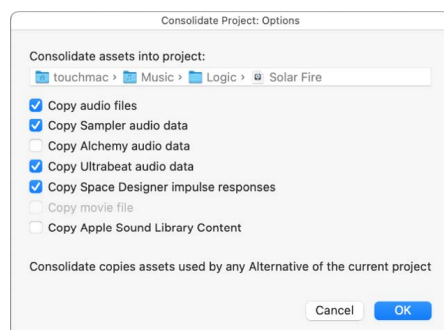 Consolidate Project: Options
Consolidate assets into project:
touchmac › Music › Logic › Solar Fire
Copy audio files
Copy Sampler audio data
Copy Alchemy audio data
Copy Ultrabeat audio data
Copy Space Designer impulse responses
Copy movie file
Copy Apple Sound Library Content
Consolidate copies assets used by any Alternative of the current project
Cancel OK